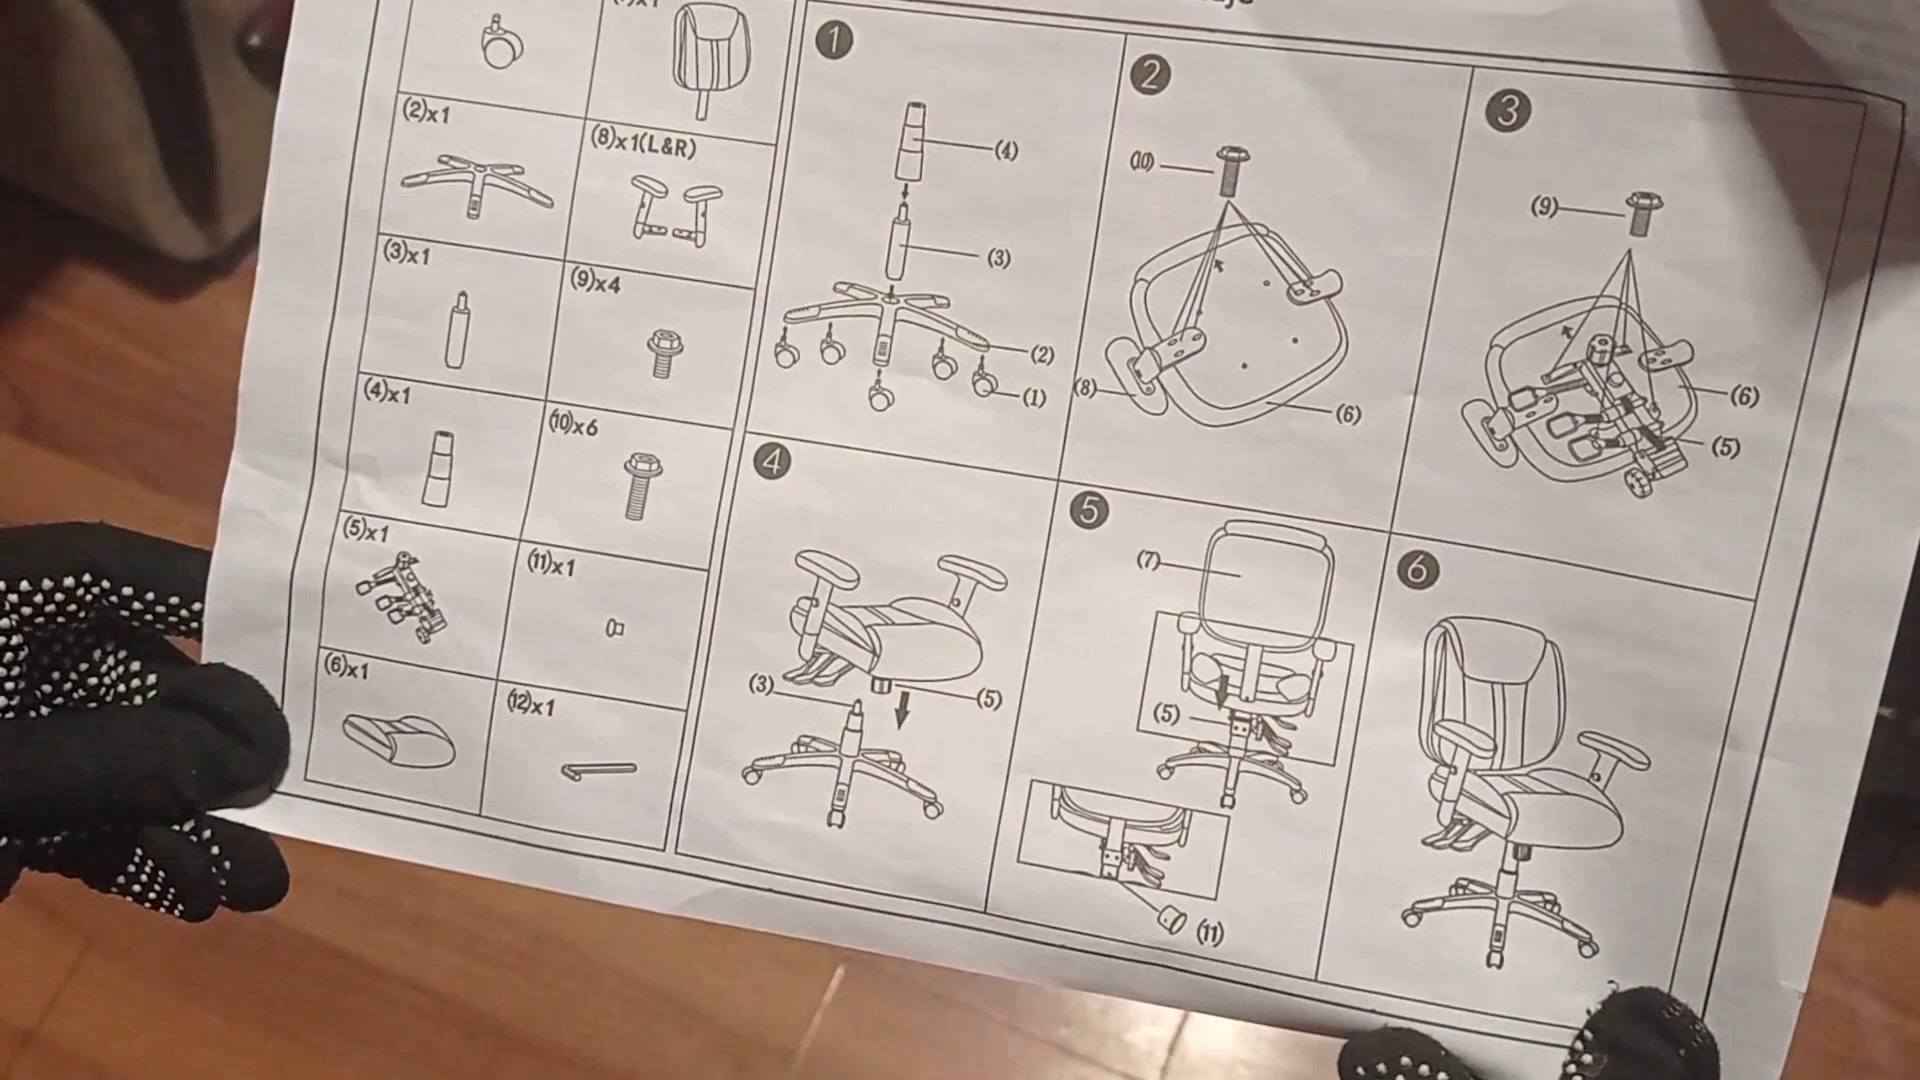 (2)x1
(8)x1(L&R)
(3)x1
(9)x4
(4)x1
(10)x6
(5)x1
(11)x1
(6)x1
(12)x1
1
(4)
(3)
(2)
(1)
2
(10)
(8)
(6)
3
(9)
(6)
(5)
4
(3)
(5)
5
(7)
(5)
(11)
6